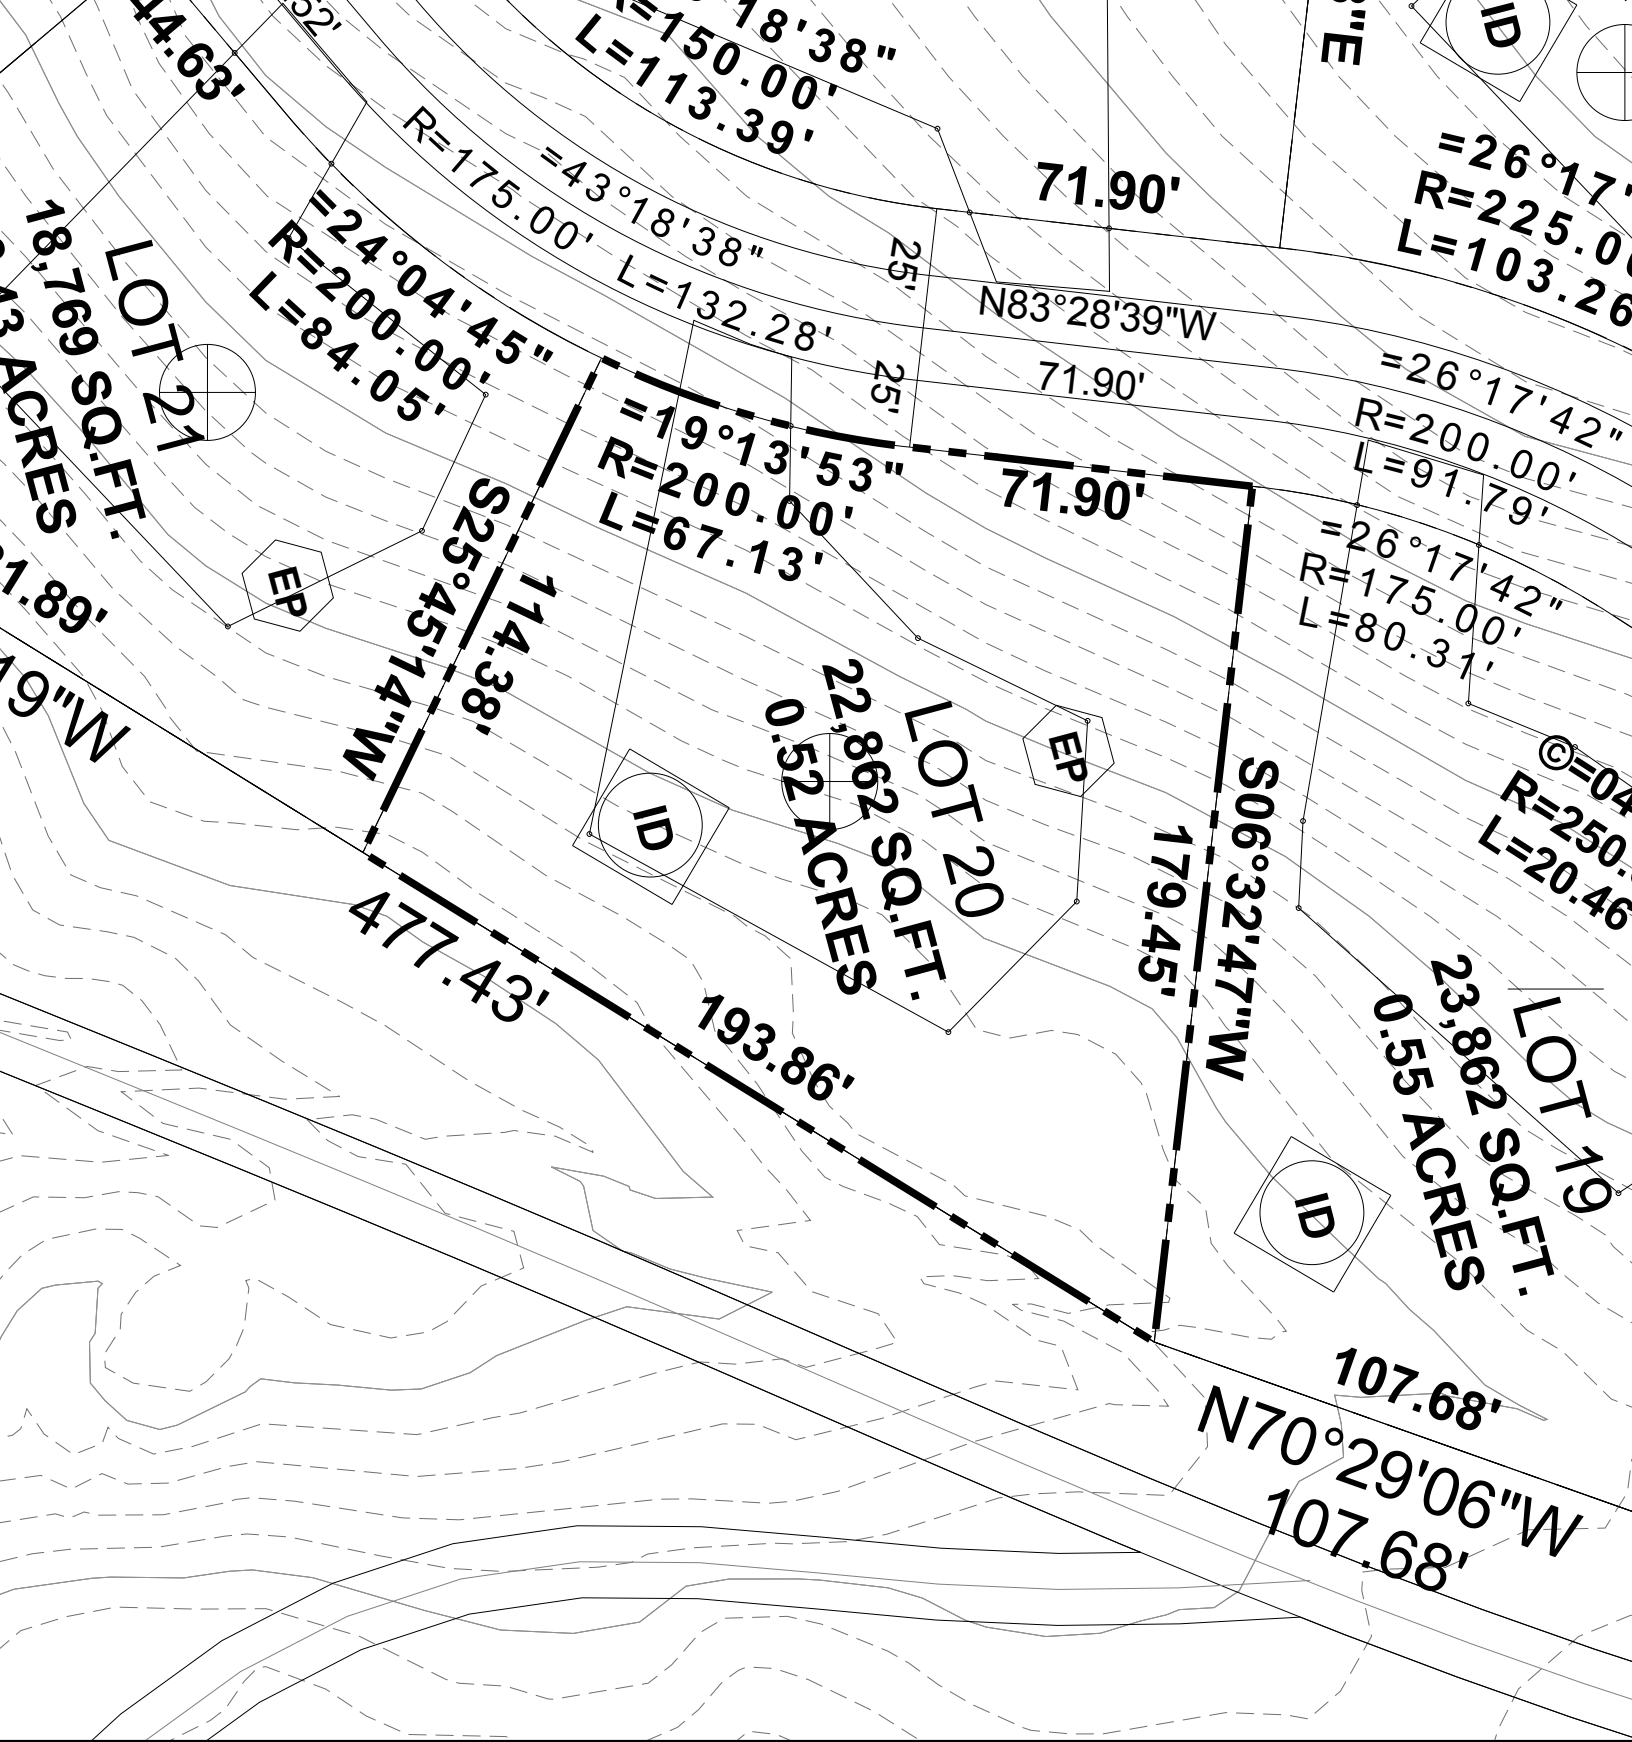 44.63'
52'
18'38"
R=150.00'
L=113.39'
"E
ID
=26°17'
R=225.00
L=103.26
71.90'
R=175.00'
=43°18'38"
L=132.28'
25'
25'
N83°28'39"W
71.90'
=26°17'42"
R=200.00'
L=91.79'
=26°17'42"
R=175.00'
L=80.31'
=24°04'45"
R=200.00'
L=84.05'
LOT 21
18,769 SQ.FT.
43 ACRES
1.89'
19"W
EP
=19°13'53"
R=200.00'
L=67.13'
71.90'
S25°45'14"W
114.38'
LOT 20
22,862 SQ.FT.
0.52 ACRES
EP
ID
S06°32'47"W
179.45'
©=04
R=250.
L=20.46
477.43'
193.86'
LOT 19
23,862 SQ.FT.
0.55 ACRES
ID
107.68'
N70°29'06"W
107.68'